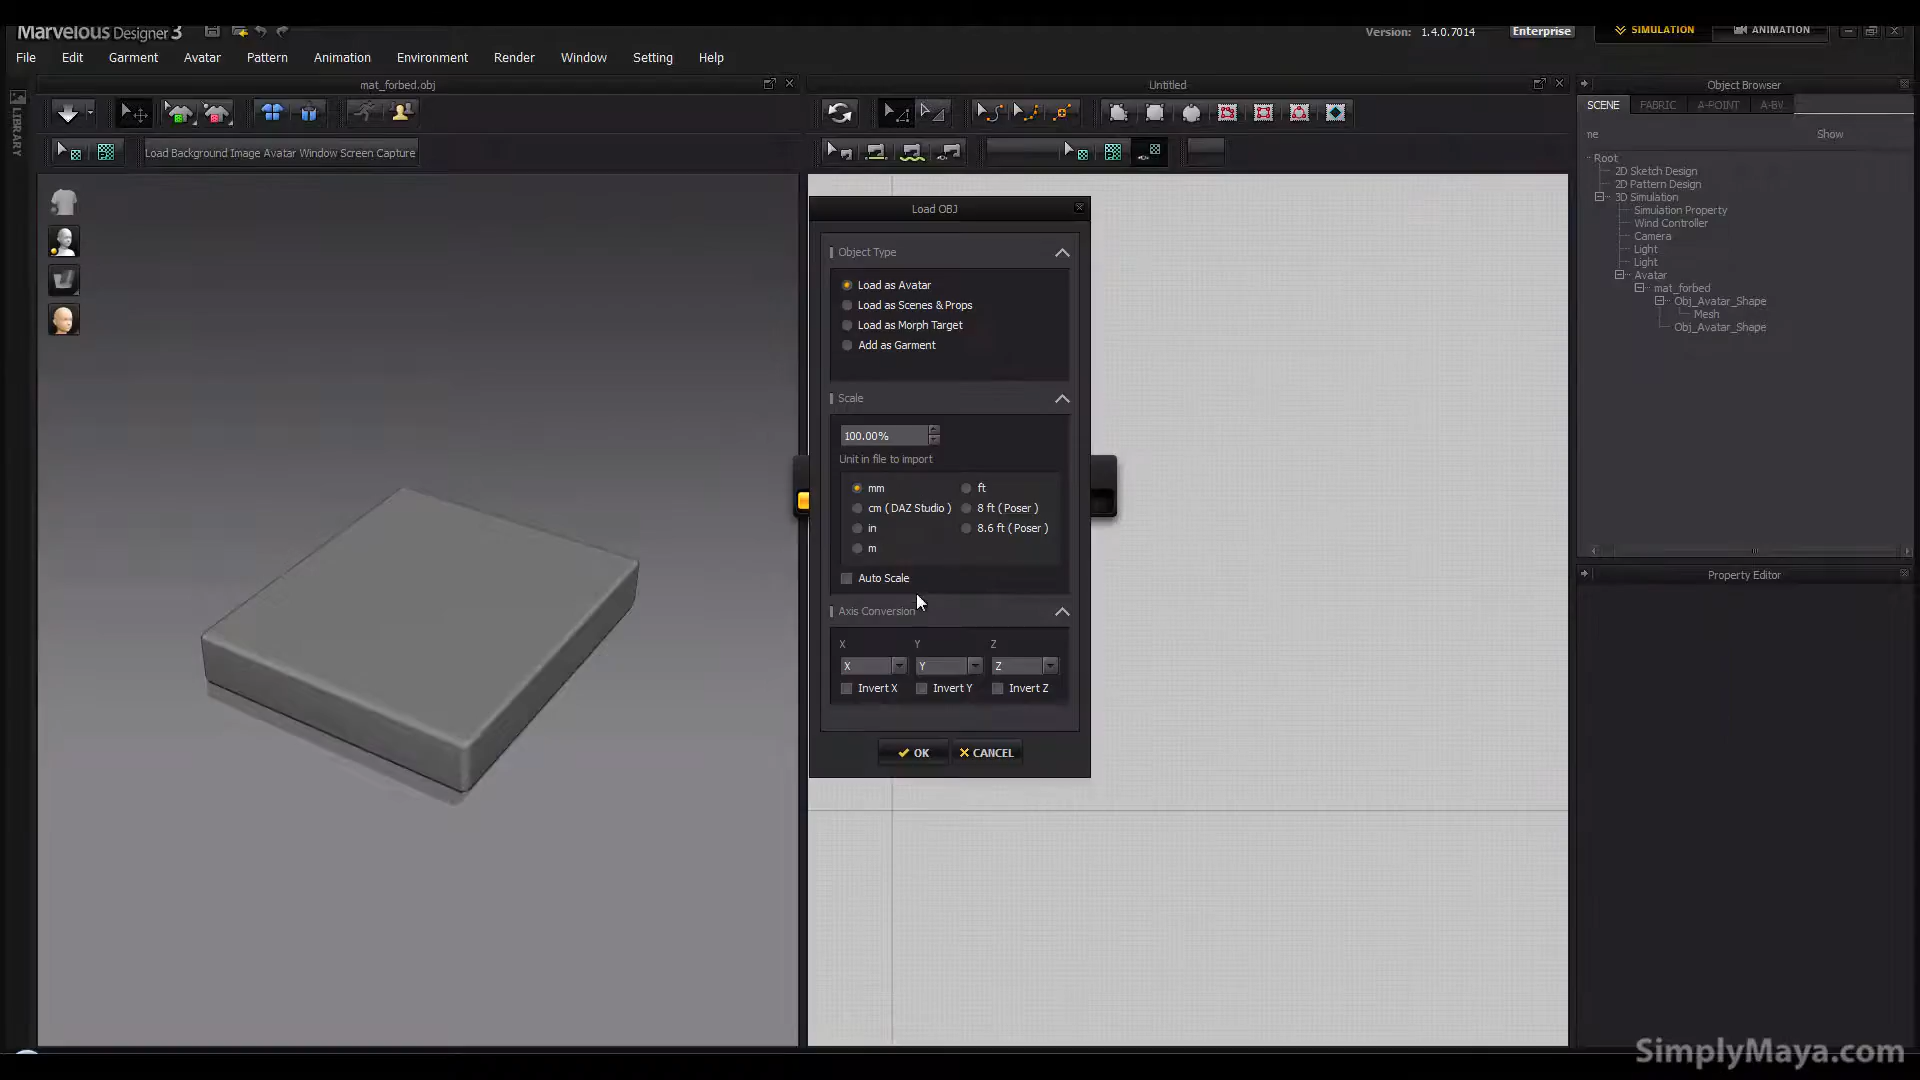 Marvelous Designer 3
Version: 1.4.0.7014
Enterprise
SIMULATION
ANIMATION
File
Edit
Garment
Avatar
Pattern
Animation
Environment
Render
Window
Setting
Help
mat_forbed.obj
Untitled
Object Browser
LIBRARY
SCENE
FABRIC
A-POINT
A-BV
Load Background Image Avatar Window Screen Capture
me
Show
Root
2D Sketch Design
2D Pattern Design
3D Simulation
Simulation Property
Wind Controller
Camera
Light
Light
Avatar
mat_forbed
Obj_Avatar_Shape
Mesh
Obj_Avatar_Shape
Load OBJ
Object Type
Load as Avatar
Load as Scenes & Props
Load as Morph Target
Add as Garment
Scale
100.00%
Unit in file to import
mm
ft
cm ( DAZ Studio )
8 ft ( Poser )
in
8.6 ft ( Poser )
m
Auto Scale
Axis Conversion
X
Y
Z
X
Y
Z
Invert X
Invert Y
Invert Z
OK
CANCEL
Property Editor
SimplyMaya.com